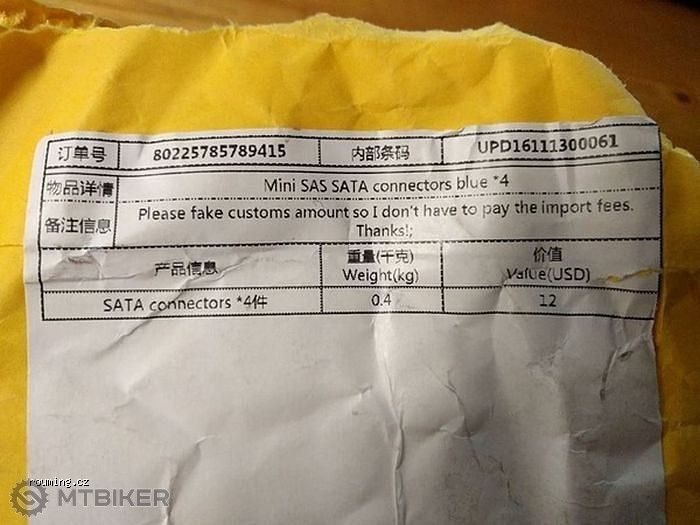 订单号 80225785789415 内部条码 UPD16111300061
物品详情 Mini SAS SATA connectors blue *4
备注信息 Please fake customs amount so I don't have to pay the import fees.
Thanks!;
产品信息 重量(千克) 价值
Weight(kg) Value(USD)
SATA connectors *4件 0.4 12
rouming.cz
MTBIKER